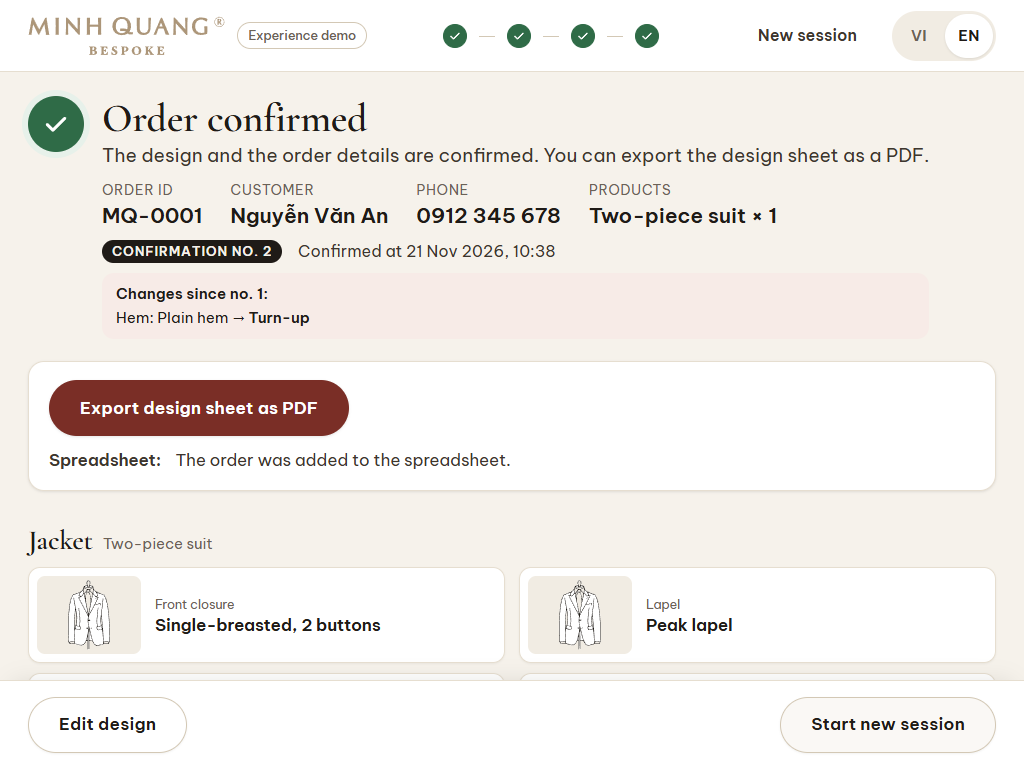 MINH QUANG®
BESPOKE
Experience demo
New session
VI
EN
Order confirmed
The design and the order details are confirmed. You can export the design sheet as a PDF.
ORDER ID
MQ-0001
CUSTOMER
Nguyễn Văn An
PHONE
0912 345 678
PRODUCTS
Two-piece suit × 1
CONFIRMATION NO. 2
Confirmed at 21 Nov 2026, 10:38
Changes since no. 1:
Hem: Plain hem → Turn-up
Export design sheet as PDF
Spreadsheet: The order was added to the spreadsheet.
Jacket
Two-piece suit
Front closure
Single-breasted, 2 buttons
Lapel
Peak lapel
Edit design
Start new session